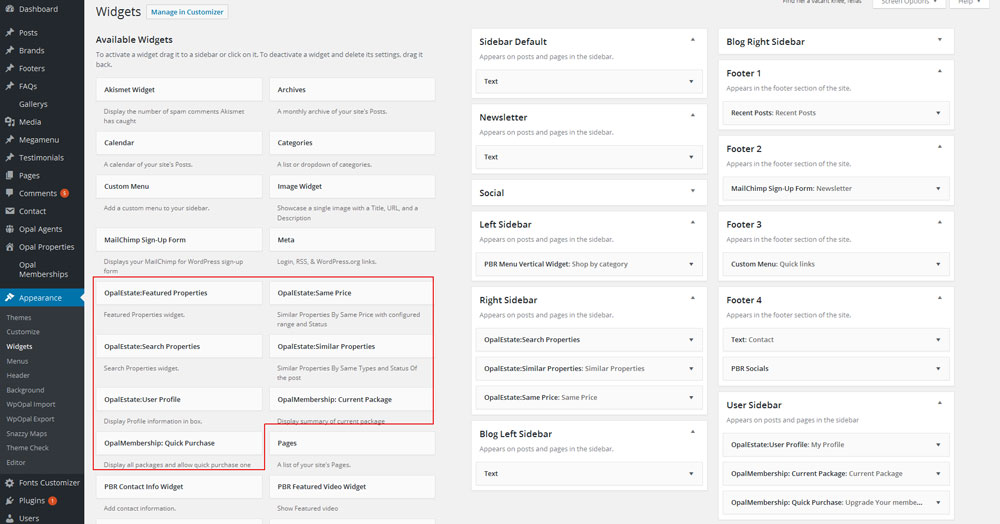 Dashboard
Posts
Brands
Footers
FAQs
Gallerys
Media
Megamenu
Testimonials
Pages
Comments 5
Contact
Opal Agents
Opal Properties
Opal
Memberships
Appearance
Themes
Customize
Widgets
Menus
Header
Background
WpOpal Import
WpOpal Export
Snazzy Maps
Theme Check
Editor
Fonts Customizer
Plugins 1
Users
Find her a vacant knee, Texas
Screen Options
Help
Widgets
Manage in Customizer
Available Widgets
To activate a widget drag it to a sidebar or click on it. To deactivate a widget and delete its settings, drag it
back.
Akismet Widget
Display the number of spam comments Akismet
has caught
Archives
A monthly archive of your site's Posts.
Calendar
A calendar of your site's Posts.
Categories
A list or dropdown of categories.
Custom Menu
Add a custom menu to your sidebar.
Image Widget
Showcase a single image with a Title, URL, and a
Description
MailChimp Sign-Up Form
Displays your MailChimp for WordPress sign-up
form
Meta
Login, RSS, & WordPress.org links.
OpalEstate:Featured Properties
Featured Properties widget.
OpalEstate:Same Price
Similar Properties By Same Price with configured
range and Status
OpalEstate:Search Properties
Search Properties widget.
OpalEstate:Similar Properties
Similar Properties By Same Types and Status Of
the post
OpalEstate:User Profile
Display Profile information in box.
OpalMembership: Current Package
Display summary of current package
OpalMembership: Quick Purchase
Display all packages and allow quick purchase one
Pages
A list of your site's Pages.
PBR Contact Info Widget
Add contact information.
PBR Featured Video Widget
Show Featured video
Sidebar Default
Appears on posts and pages in the sidebar.
Text
Newsletter
Appears on posts and pages in the sidebar.
Text
Social
Left Sidebar
Appears on posts and pages in the sidebar.
PBR Menu Vertical Widget: Shop by category
Right Sidebar
Appears on posts and pages in the sidebar.
OpalEstate:Search Properties
OpalEstate:Similar Properties: Similar Properties
OpalEstate:Same Price: Same Price
Blog Left Sidebar
Appears on posts and pages in the sidebar.
Text
Blog Right Sidebar
Footer 1
Appears in the footer section of the site.
Recent Posts: Recent Posts
Footer 2
Appears in the footer section of the site.
MailChimp Sign-Up Form: Newsletter
Footer 3
Appears in the footer section of the site.
Custom Menu: Quick links
Footer 4
Appears in the footer section of the site.
Text: Contact
PBR Socials
User Sidebar
Appears on posts and pages in the sidebar
OpalEstate:User Profile: My Profile
OpalMembership: Current Package: Current Package
OpalMembership: Quick Purchase: Upgrade Your membe...